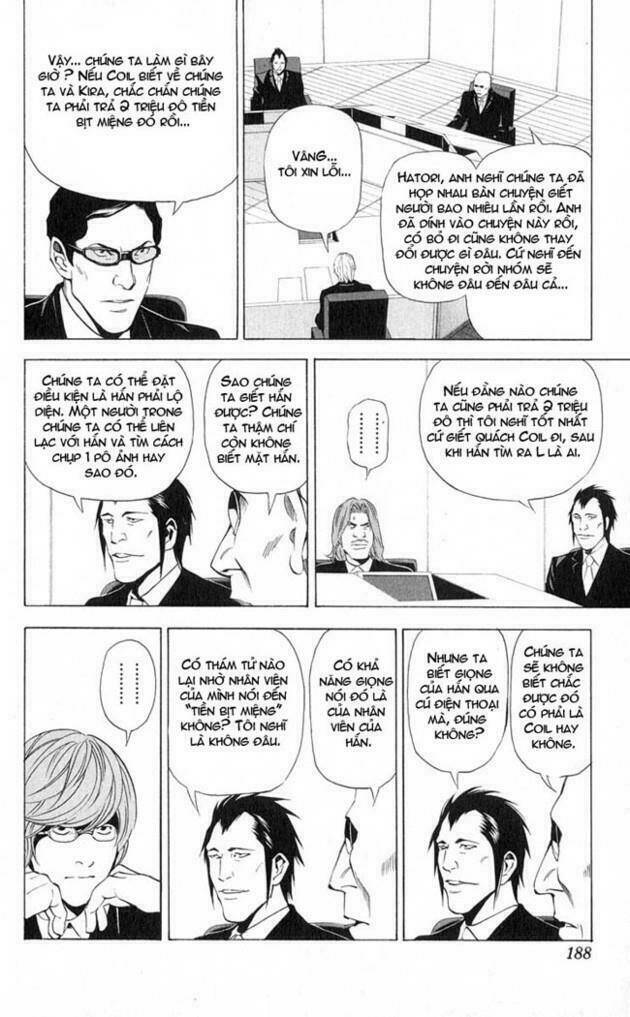 HATORI, ANH NGHĨ CHÚNG TA ĐÃ
HỌP NHAU BÀN CHUYỆN GIẾT
NGƯỜI BAO NHIÊU LẦN RỒI. ANH
ĐÃ DÍNH VÀO CHUYỆN NÀY RỒI,
CÓ BỎ ĐI CŨNG KHÔNG THAY
ĐỔI ĐƯỢC GÌ ĐÂU. CỨ NGHĨ ĐẾN
CHUYỆN RỜI NHÓM SẼ
KHÔNG ĐÂU ĐẾN ĐÂU CẢ...
VÂNG...
TÔI XIN LỖI...
VẬY... CHÚNG TA LÀM GÌ BÂY
GIỜ ? NẾU COIL BIẾT VỀ CHÚNG
TA VÀ KIRA, CHẮC CHẮN CHÚNG
TA PHẢI TRẢ 2 TRIỆU ĐÔ TIỀN
BỊT MIỆNG ĐÓ RỒI...
NẾU ĐẰNG NÀO CHÚNG
TA CŨNG PHẢI TRẢ 2 TRIỆU
ĐÔ THÌ TÔI NGHĨ TỐT NHẤT
CỨ GIẾT QUÁCH COIL ĐI, SAU
KHI HẮN TÌM RA L LÀ AI.
........
SAO CHÚNG
TA GIẾT HẮN
ĐƯỢC? CHÚNG
TA THẬM CHÍ
CÒN KHÔNG
BIẾT MẶT HẮN.
CHÚNG TA CÓ THỂ ĐẶT
ĐIỀU KIỆN LÀ HẮN PHẢI LỘ
DIỆN. MỘT NGƯỜI TRONG
CHÚNG TA CÓ THỂ LIÊN
LẠC VỚI HẮN VÀ TÌM CÁCH
CHỤP 1 PÔ ẢNH HAY
SAO ĐÓ.
CHÚNG TA
SẼ KHÔNG
BIẾT CHẮC
ĐƯỢC ĐÓ
CÓ PHẢI LÀ
COIL HAY
KHÔNG.
NHƯNG TA
BIẾT GIỌNG
CỦA HẮN QUA
CÚ ĐIỆN THOẠI
MÀ, ĐÚNG
KHÔNG?
CÓ KHẢ
NĂNG GIỌNG
NÓI ĐÓ LÀ
CỦA NHÂN
VIÊN CỦA
HẮN.
CÓ THÁM TỬ NÀO
LẠI NHỜ NHÂN VIÊN
CỦA MÌNH NÓI ĐẾN
"TIỀN BỊT MIỆNG"
KHÔNG? TÔI NGHĨ
LÀ KHÔNG ĐÂU.
........
188